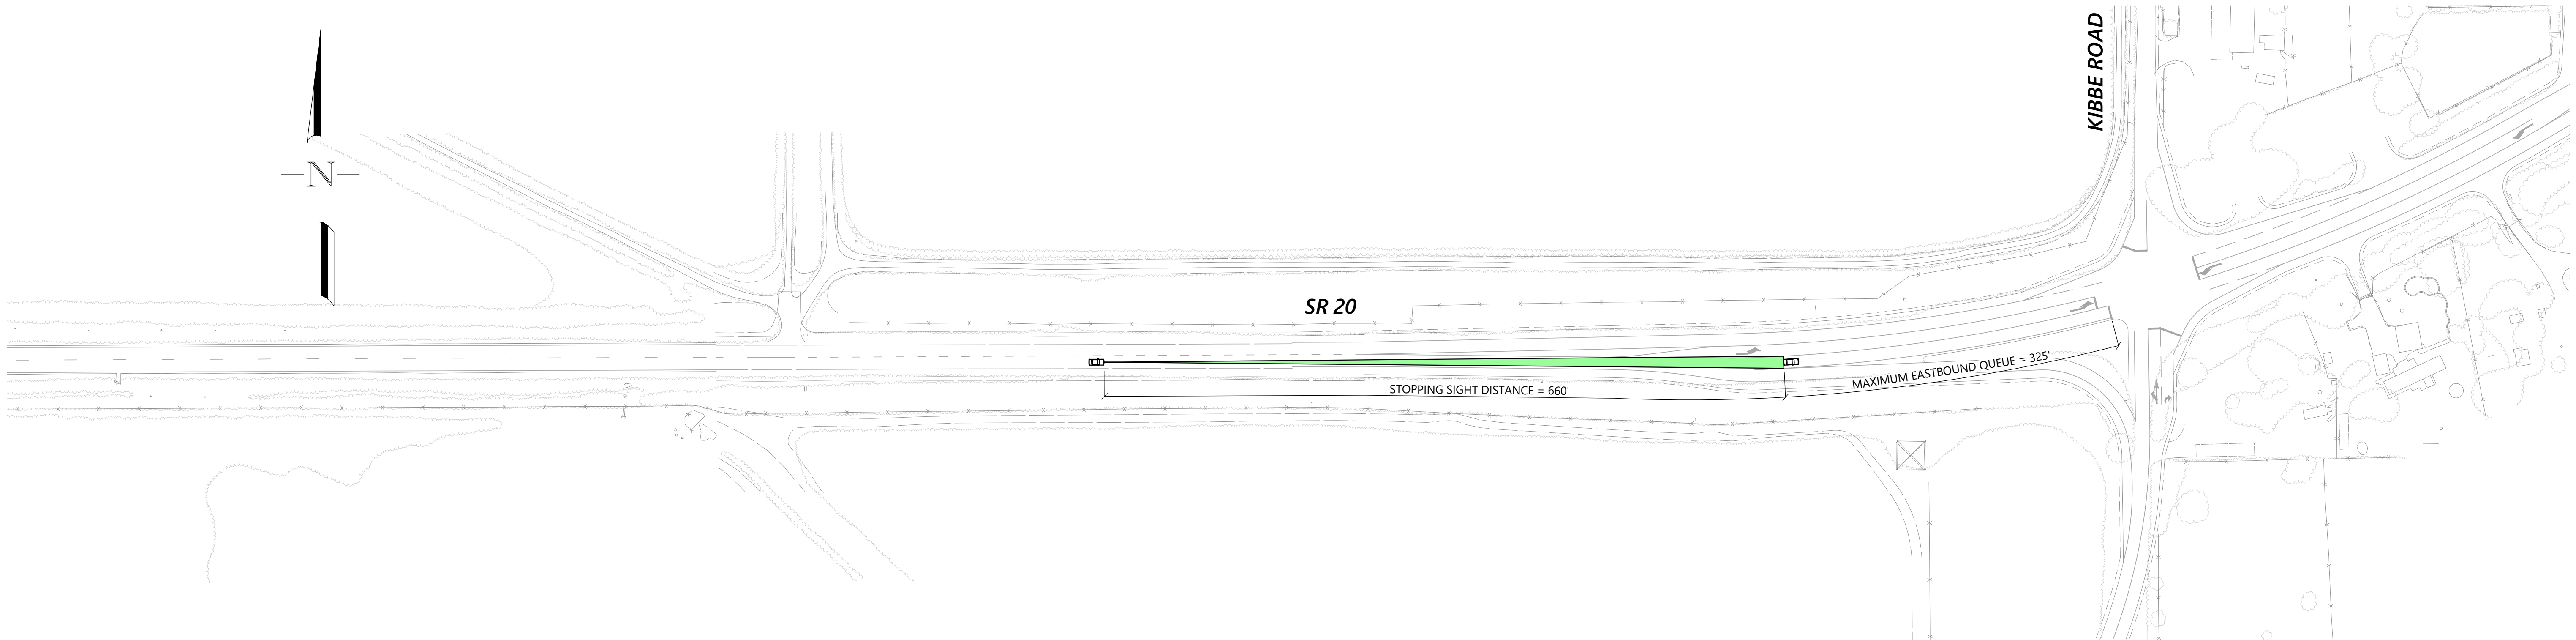 KIBBE ROAD
N
SR 20
MAXIMUM EASTBOUND QUEUE = 325'
STOPPING SIGHT DISTANCE = 660'